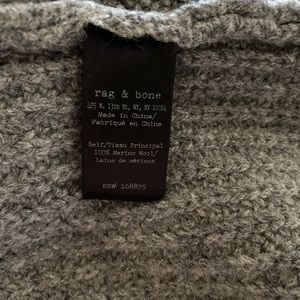 rag & bone
425 W. 13th St, NY, NY 10014
Made in China/
Fabriqué en Chine
Self/Tissu Principal
100% Merino Wool/
Laine de mérinos
RN# 108879